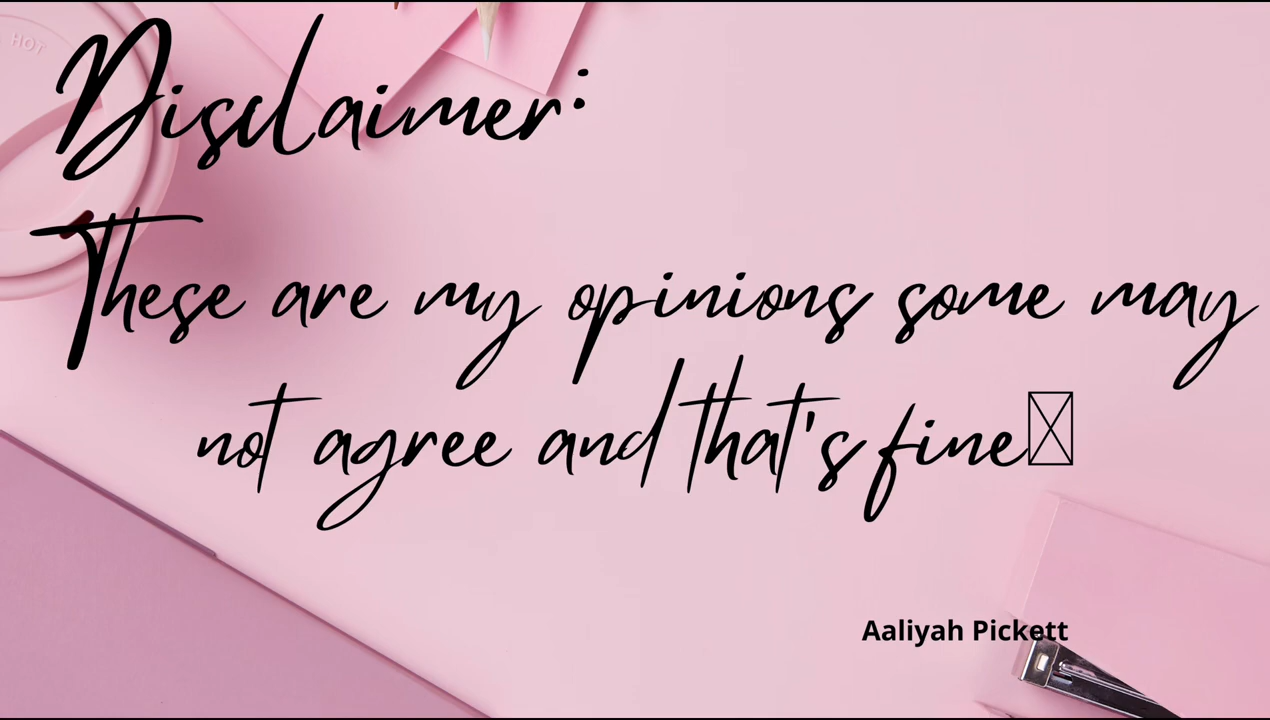 HOT
Disclaimer:
These are my opinions some may
not agree and that's fine
Aaliyah Pickett